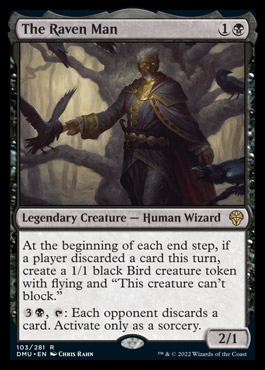 The Raven Man 1
Legendary Creature — Human Wizard
At the beginning of each end step, if
a player discarded a card this turn,
create a 1/1 black Bird creature token
with flying and “This creature can’t
block.”
3, : Each opponent discards a
card. Activate only as a sorcery.
2/1
103/281 R
DMU • EN CHRIS RAHN
™ & © 2022 Wizards of the Coast